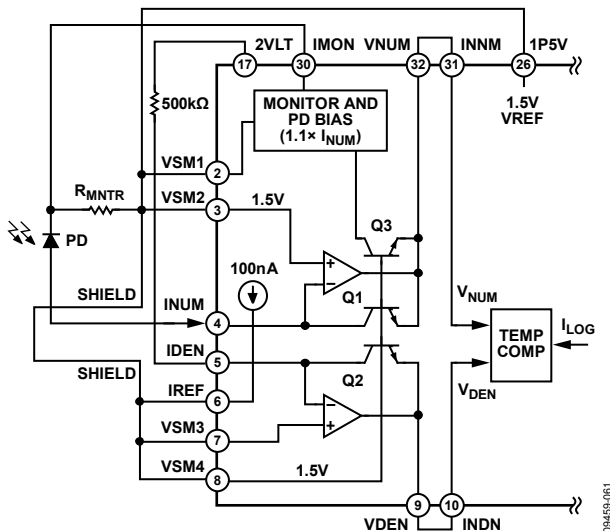 2VLT IMON VNUM INNM 1P5V
17 30 32 31 26
500kΩ
MONITOR AND
PD BIAS
(1.1× INUM)
1.5V
VREF
VSM1
2
RMNTR
VSM2
3
1.5V
Q3
PD
100nA
+
−
SHIELD
INUM
4
Q1
VNUM
IDEN
5
TEMP
COMP
ILOG
SHIELD
Q2
VDEN
IREF
6
−
+
VSM3
7
VSM4
8
1.5V
9 10
VDEN INDN
09459-061